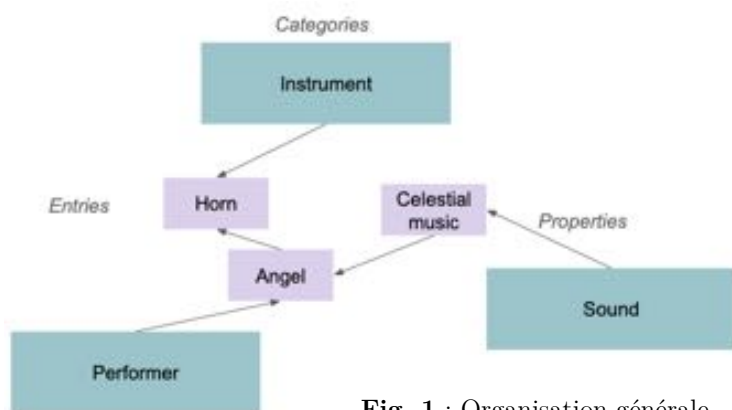 Categories
Instrument
Entries
Horn
Celestial
music
Properties
Angel
Sound
Performer
Fig. 1 : Organisation générale